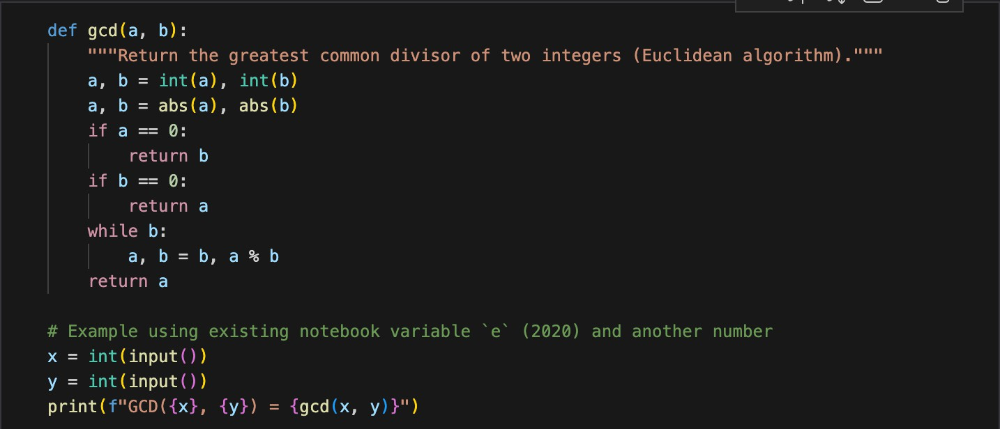 def gcd(a, b):
    """Return the greatest common divisor of two integers (Euclidean algorithm)."""
    a, b = int(a), int(b)
    a, b = abs(a), abs(b)
    if a == 0:
        return b
    if b == 0:
        return a
    while b:
        a, b = b, a % b
    return a

# Example using existing notebook variable `e` (2020) and another number
x = int(input())
y = int(input())
print(f"GCD({x}, {y}) = {gcd(x, y)}")